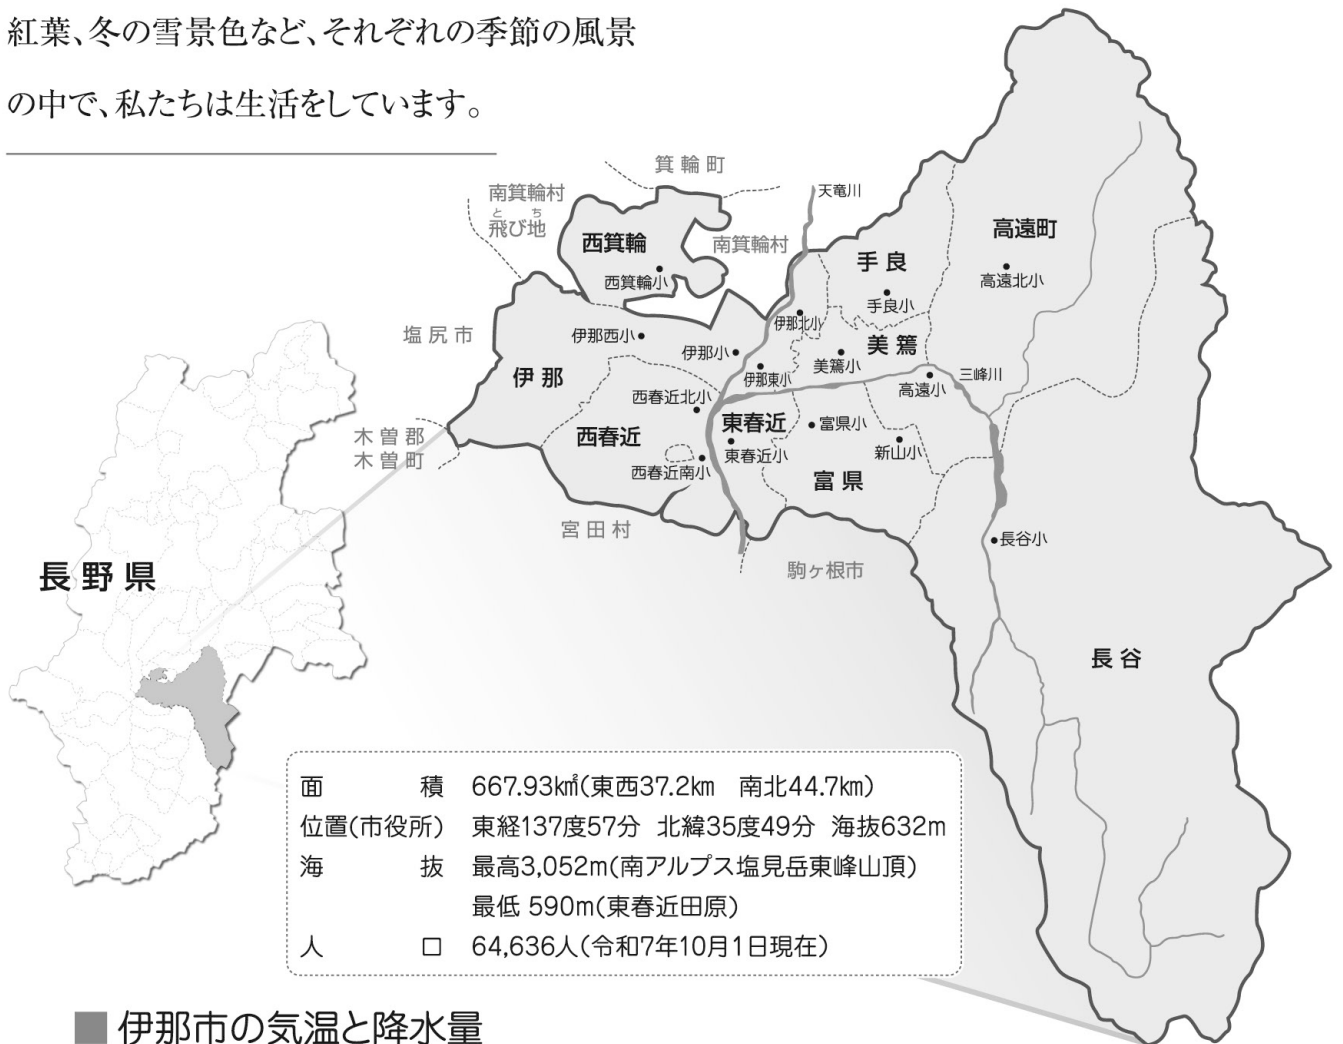 紅葉、冬の雪景色など、それぞれの季節の風景
の中で、私たちは生活をしています。
箕輪町
南箕輪村
とち
飛び地
天竜川
西箕輪
南箕輪村
高遠町
手良
西箕輪小
高遠北小
手良小
塩尻市
伊那西小
伊那北小
伊那小
美篶
伊那
伊那東小
美篶小
高遠小
三峰川
西春近北小
木曽郡
木曽町
西春近
東春近
富県小
西春近南小
東春近小
新山小
富県
宮田村
長谷小
駒ヶ根市
長野県
長谷
面積 667.93k㎡(東西37.2km 南北44.7km)
位置(市役所) 東経137度57分 北緯35度49分 海抜632m
海抜 最高3,052m(南アルプス塩見岳東峰山頂)
最低 590m(東春近田原)
人口 64,636人(令和7年10月1日現在)
■ 伊那市の気温と降水量